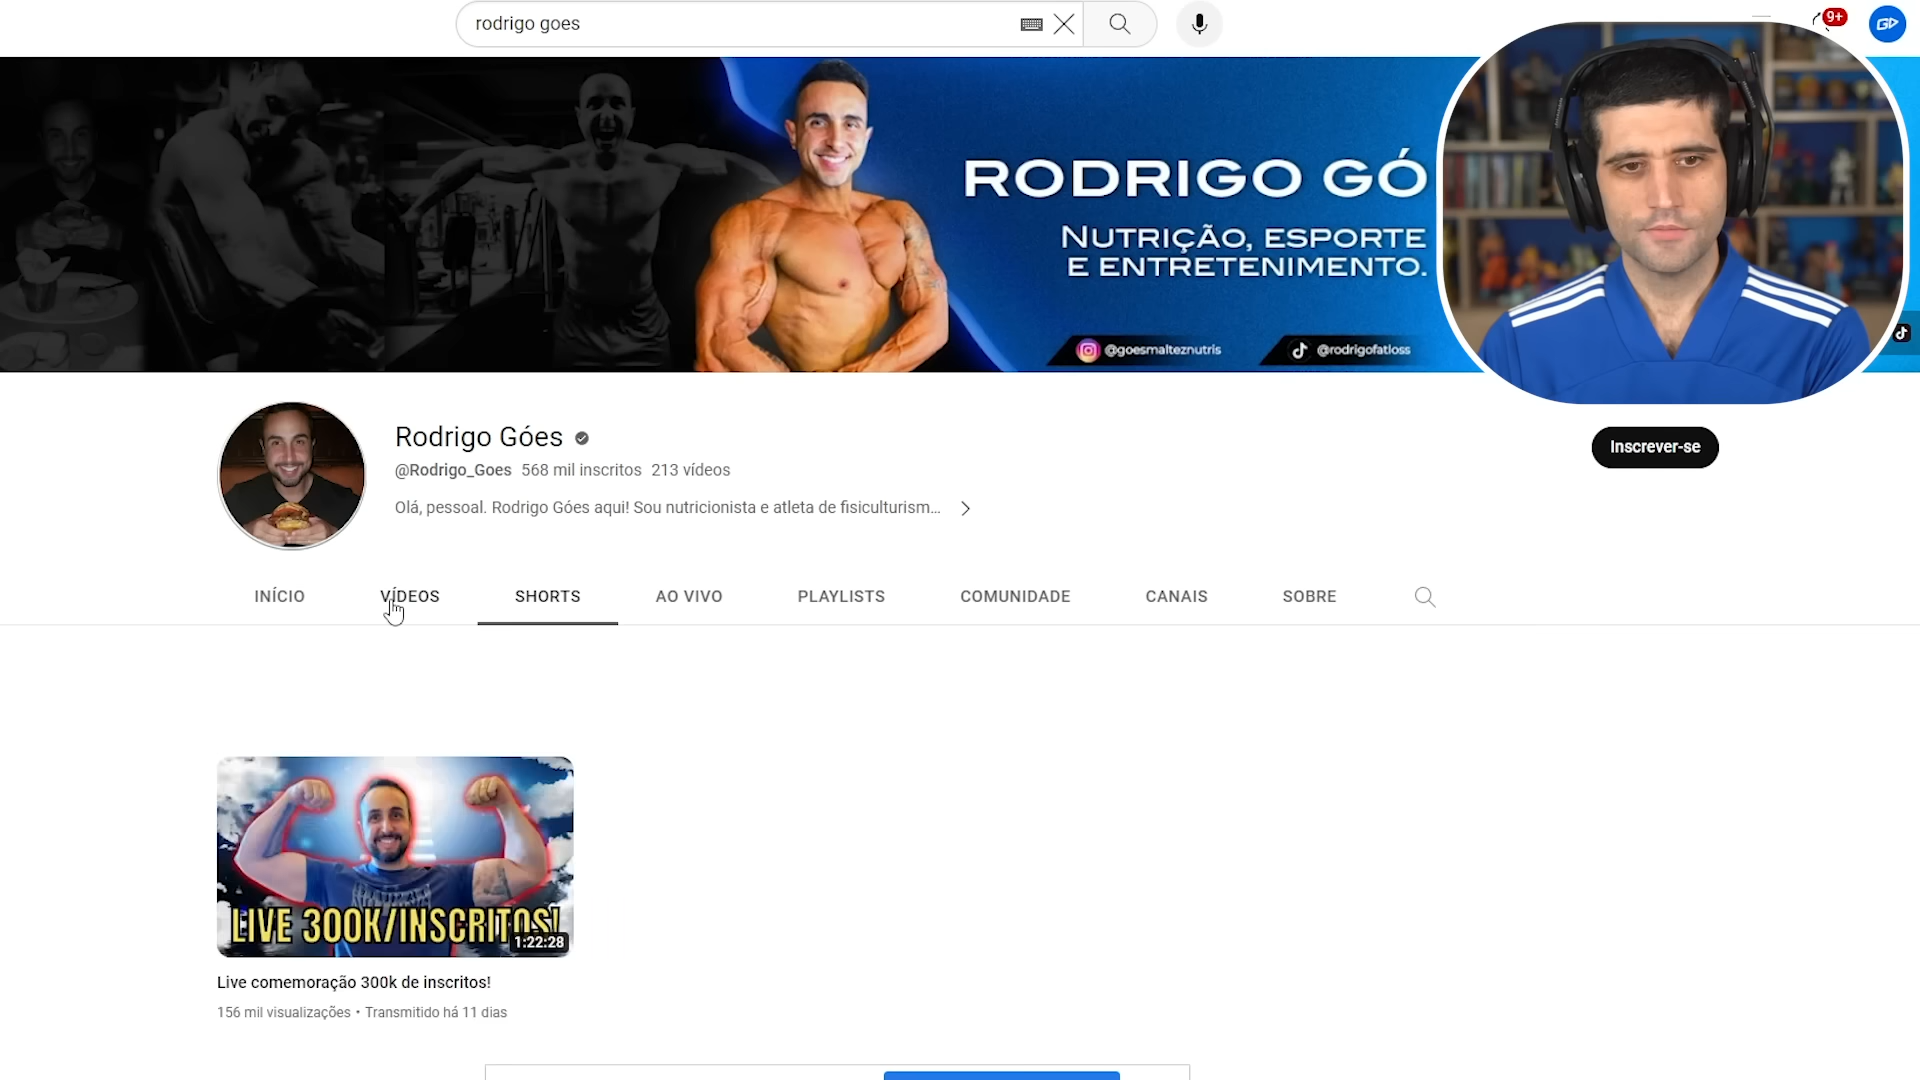 rodrigo goes
9+
RODRIGO GÓ
NUTRIÇÃO, ESPORTE
E ENTRETENIMENTO.
@goesmalteznutris
@rodrigofatloss
Rodrigo Góes
@Rodrigo_Goes 568 mil inscritos 213 vídeos
Inscrever-se
Olá, pessoal. Rodrigo Góes aqui! Sou nutricionista e atleta de fisiculturism...
INÍCIO VÍDEOS SHORTS AO VIVO PLAYLISTS COMUNIDADE CANAIS SOBRE
LIVE 300K/INSCRITOS!
1:22:28
Live comemoração 300k de inscritos!
156 mil visualizações • Transmitido há 11 dias